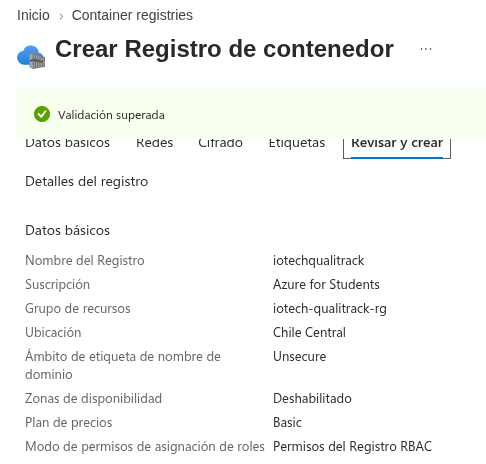 Inicio > Container registries
Crear Registro de contenedor ...
Validación superada
Datos básicos Redes Cifrado Etiquetas Revisar y crear
Detalles del registro
Datos básicos
Nombre del Registro iotechqualitrack
Suscripción Azure for Students
Grupo de recursos iotech-qualitrack-rg
Ubicación Chile Central
Ámbito de etiqueta de nombre de Unsecure
dominio
Zonas de disponibilidad Deshabilitado
Plan de precios Basic
Modo de permisos de asignación de roles Permisos del Registro RBAC